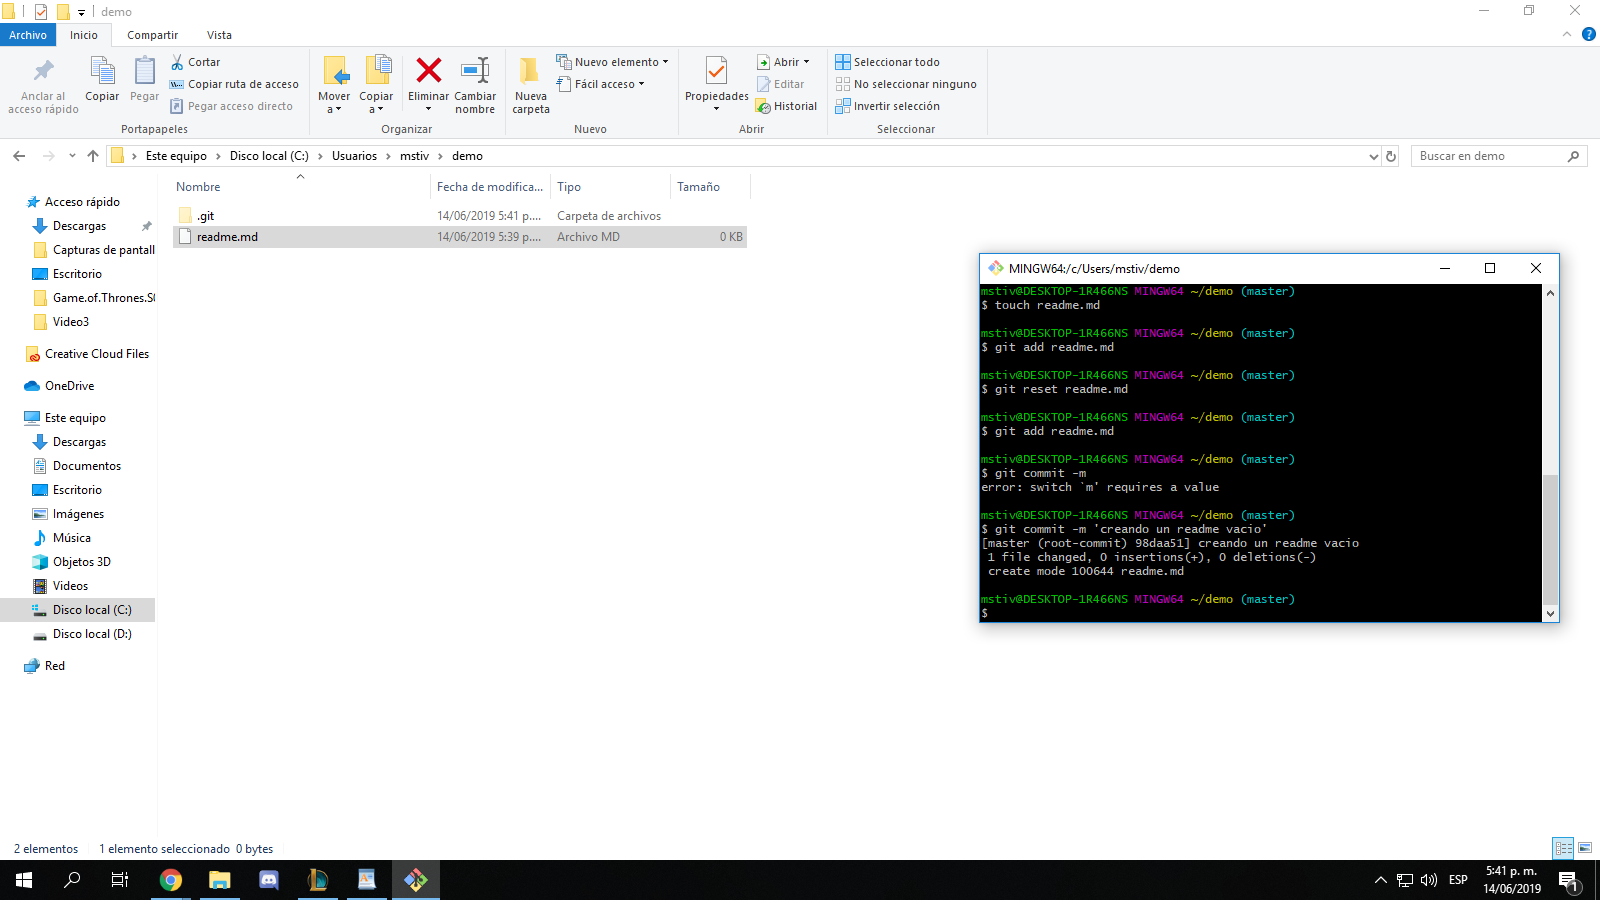 demo
Archivo
Inicio
Compartir
Vista
Anclar al
acceso rápido
Copiar
Pegar
Cortar
Copiar ruta de acceso
Pegar acceso directo
Portapapeles
Mover
a
Copiar
a
Eliminar
Cambiar
nombre
Organizar
Nueva
carpeta
Nuevo elemento
Fácil acceso
Nuevo
Propiedades
Abrir
Editar
Historial
Abrir
Seleccionar todo
No seleccionar ninguno
Invertir selección
Seleccionar
Este equipo
Disco local (C:)
Usuarios
mstiv
demo
Buscar en demo
Nombre
Fecha de modifica...
Tipo
Tamaño
.git
14/06/2019 5:41 p....
Carpeta de archivos
readme.md
14/06/2019 5:39 p....
Archivo MD
0 KB
Acceso rápido
Descargas
Capturas de pantall
Escritorio
Game.of.Thrones.S0
Video3
Creative Cloud Files
OneDrive
Este equipo
Descargas
Documentos
Escritorio
Imágenes
Música
Objetos 3D
Videos
Disco local (C:)
Disco local (D:)
Red
MINGW64:/c/Users/mstiv/demo
mstiv@DESKTOP-1R466NS MINGW64 ~/demo (master)
$ touch readme.md
mstiv@DESKTOP-1R466NS MINGW64 ~/demo (master)
$ git add readme.md
mstiv@DESKTOP-1R466NS MINGW64 ~/demo (master)
$ git reset readme.md
mstiv@DESKTOP-1R466NS MINGW64 ~/demo (master)
$ git add readme.md
mstiv@DESKTOP-1R466NS MINGW64 ~/demo (master)
$ git commit -m
error: switch `m' requires a value
mstiv@DESKTOP-1R466NS MINGW64 ~/demo (master)
$ git commit -m 'creando un readme vacio'
[master (root-commit) 98daa51] creando un readme vacio
1 file changed, 0 insertions(+), 0 deletions(-)
create mode 100644 readme.md
mstiv@DESKTOP-1R466NS MINGW64 ~/demo (master)
$
2 elementos
1 elemento seleccionado 0 bytes
ESP
5:41 p. m.
14/06/2019
1